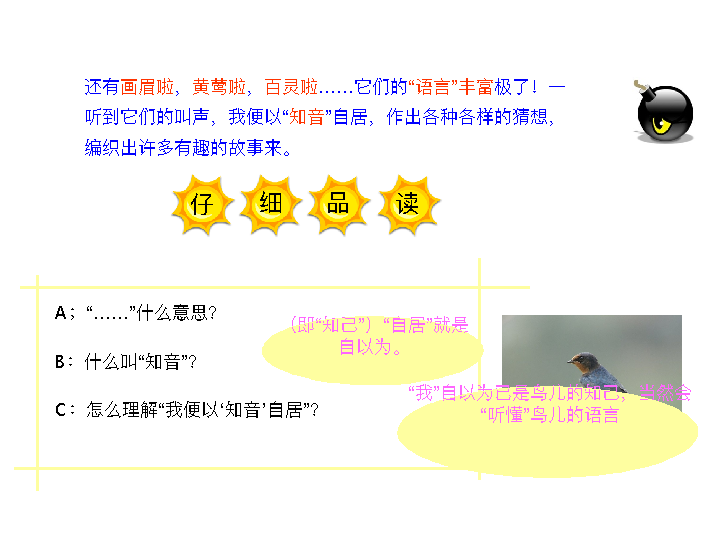 还有画眉啦，黄莺啦，百灵啦……它们的“语言”丰富极了！一
听到它们的叫声，我便以“知音”自居，作出各种各样的猜想，
编织出许多有趣的故事来。
仔 细 品 读
A；“……”什么意思？
（即“知己”）“自居”就是
自以为。
B：什么叫“知音”？
“我”自以为已是鸟儿的知己，当然会
“听懂”鸟儿的语言
C：怎么理解“我便以‘知音’自居”？